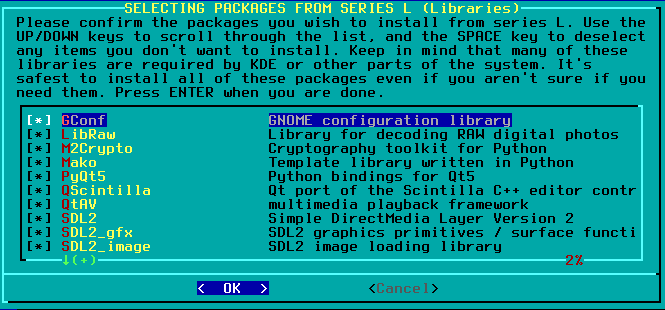 SELECTING PACKAGES FROM SERIES L (Libraries)
Please confirm the packages you wish to install from series L. Use the
UP/DOWN keys to scroll through the list, and the SPACE key to deselect
any items you don't want to install. Keep in mind that many of these
libraries are required by KDE or other parts of the system. It's
safest to install all of these packages even if you aren't sure if you
need them. Press ENTER when you are done.
[*] GConf GNOME configuration library
[*] LibRaw Library for decoding RAW digital photos
[*] M2Crypto Cryptography toolkit for Python
[*] Mako Template library written in Python
[*] PyQt5 Python bindings for Qt5
[*] QScintilla Qt port of the Scintilla C++ editor contr
[*] QtAV multimedia playback framework
[*] SDL2 Simple DirectMedia Layer Version 2
[*] SDL2_gfx SDL2 graphics primitives / surface functi
[*] SDL2_image SDL2 image loading library
↓(+) 2%
< OK > <Cancel>